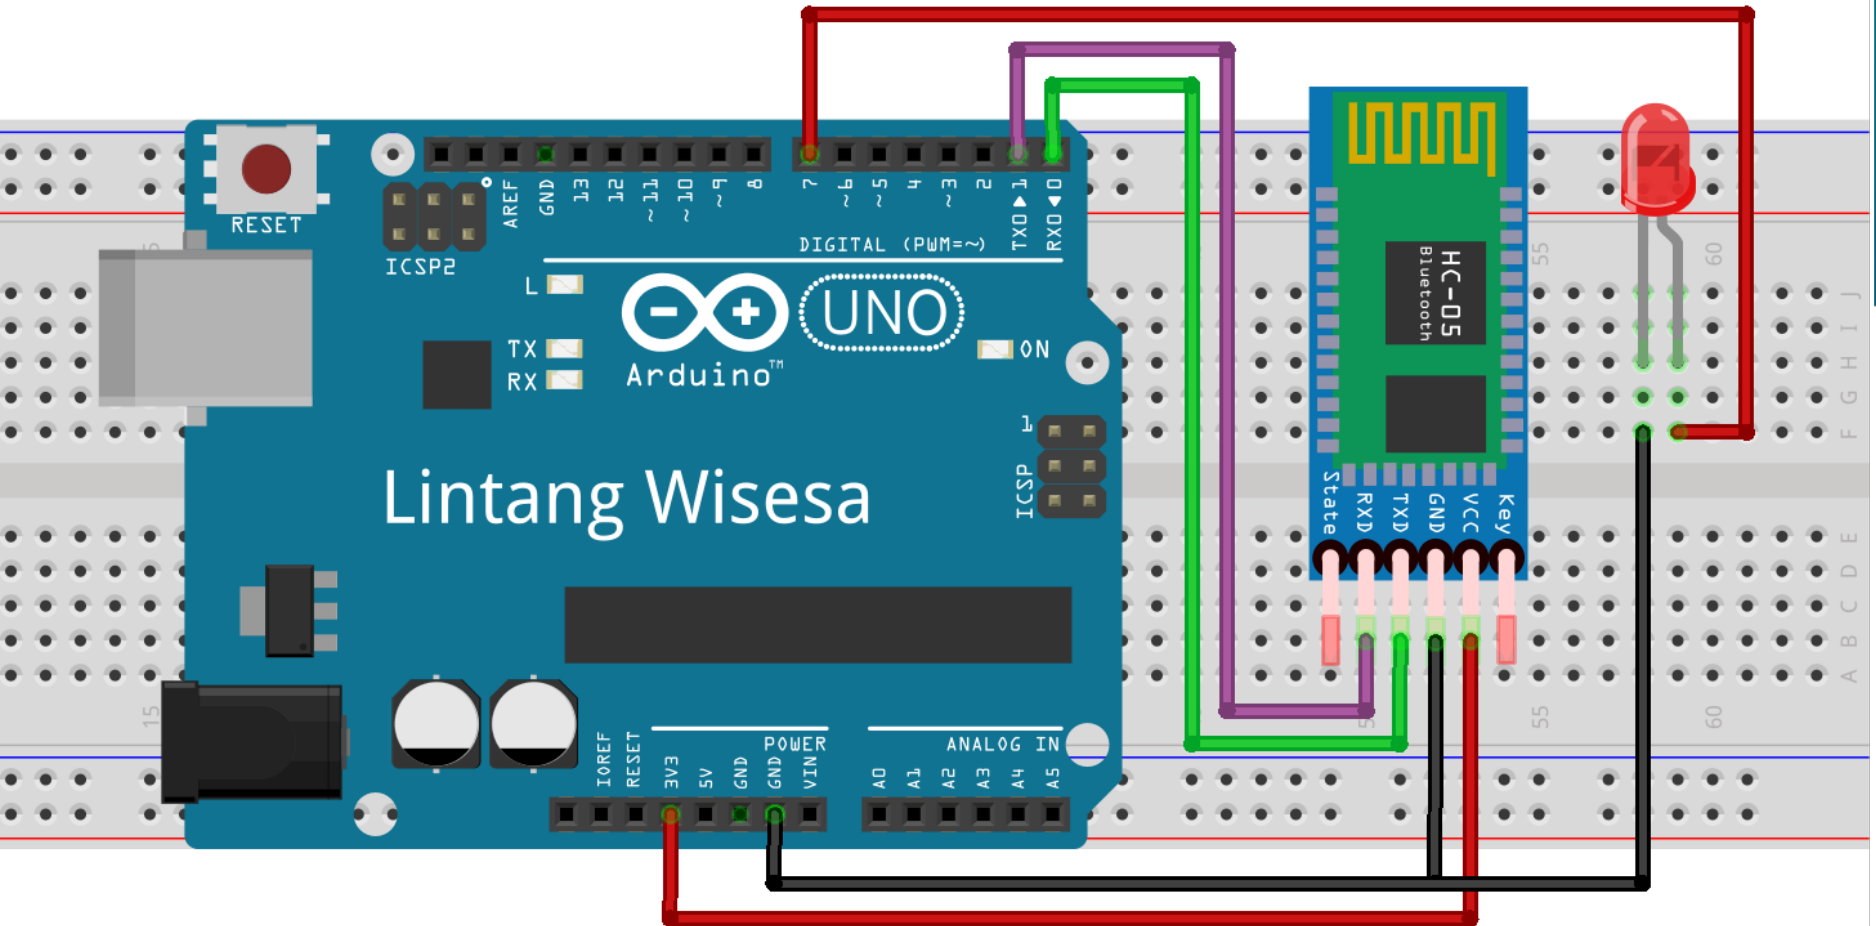 RESET
ICSP2
AREF
GND
13
12
~11
~10
~9
8
7
~6
~5
4
~3
2
TX0▶1
RX0◀0
DIGITAL (PWM=~)
L
TX
RX
UNO
Arduino™
ON
1
ICSP
Lintang Wisesa
IOREF
RESET
3V3
5V
GND
GND
VIN
POWER
A0
A1
A2
A3
A4
A5
ANALOG IN
HC-05
Bluetooth
State
RXD
TXD
GND
VCC
Key
55
60
J
I
H
G
F
E
D
C
B
A
15
55
60